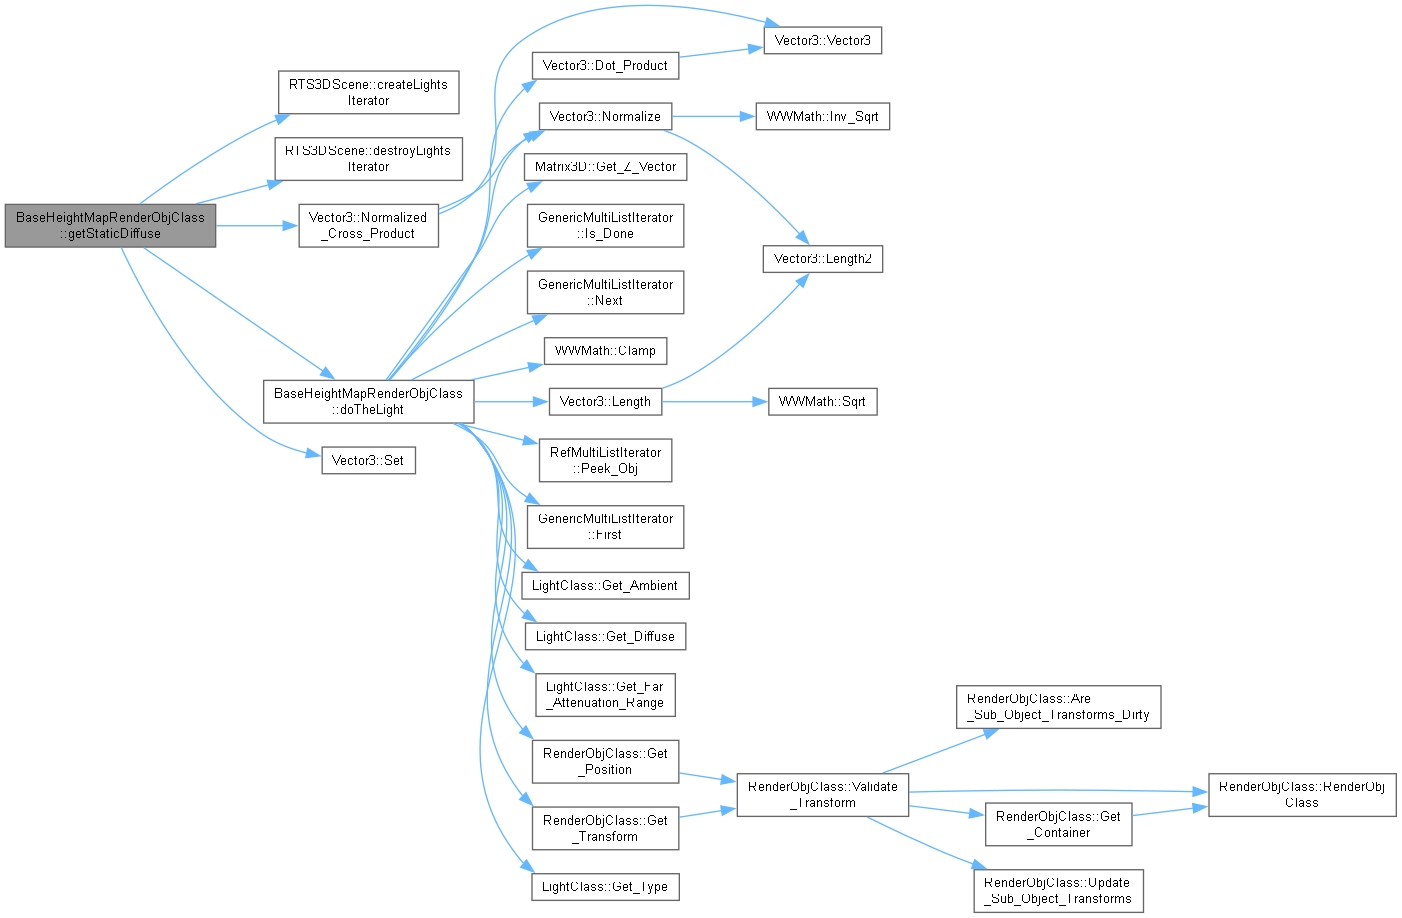 BaseHeightMapRenderObjClass
::getStaticDiffuse
RTS3DScene::createLights
Iterator
RTS3DScene::destroyLights
Iterator
Vector3::Normalized
_Cross_Product
BaseHeightMapRenderObjClass
::doTheLight
Vector3::Set
Vector3::Dot_Product
Vector3::Normalize
Matrix3D::Get_Z_Vector
GenericMultiListIterator
::Is_Done
GenericMultiListIterator
::Next
WWMath::Clamp
Vector3::Length
RefMultiListIterator
::Peek_Obj
GenericMultiListIterator
::First
LightClass::Get_Ambient
LightClass::Get_Diffuse
LightClass::Get_Far
_Attenuation_Range
RenderObjClass::Get
_Position
RenderObjClass::Get
_Transform
LightClass::Get_Type
Vector3::Vector3
WWMath::Inv_Sqrt
Vector3::Length2
WWMath::Sqrt
RenderObjClass::Validate
_Transform
RenderObjClass::Are
_Sub_Object_Transforms_Dirty
RenderObjClass::Get
_Container
RenderObjClass::Update
_Sub_Object_Transforms
RenderObjClass::RenderObj
Class